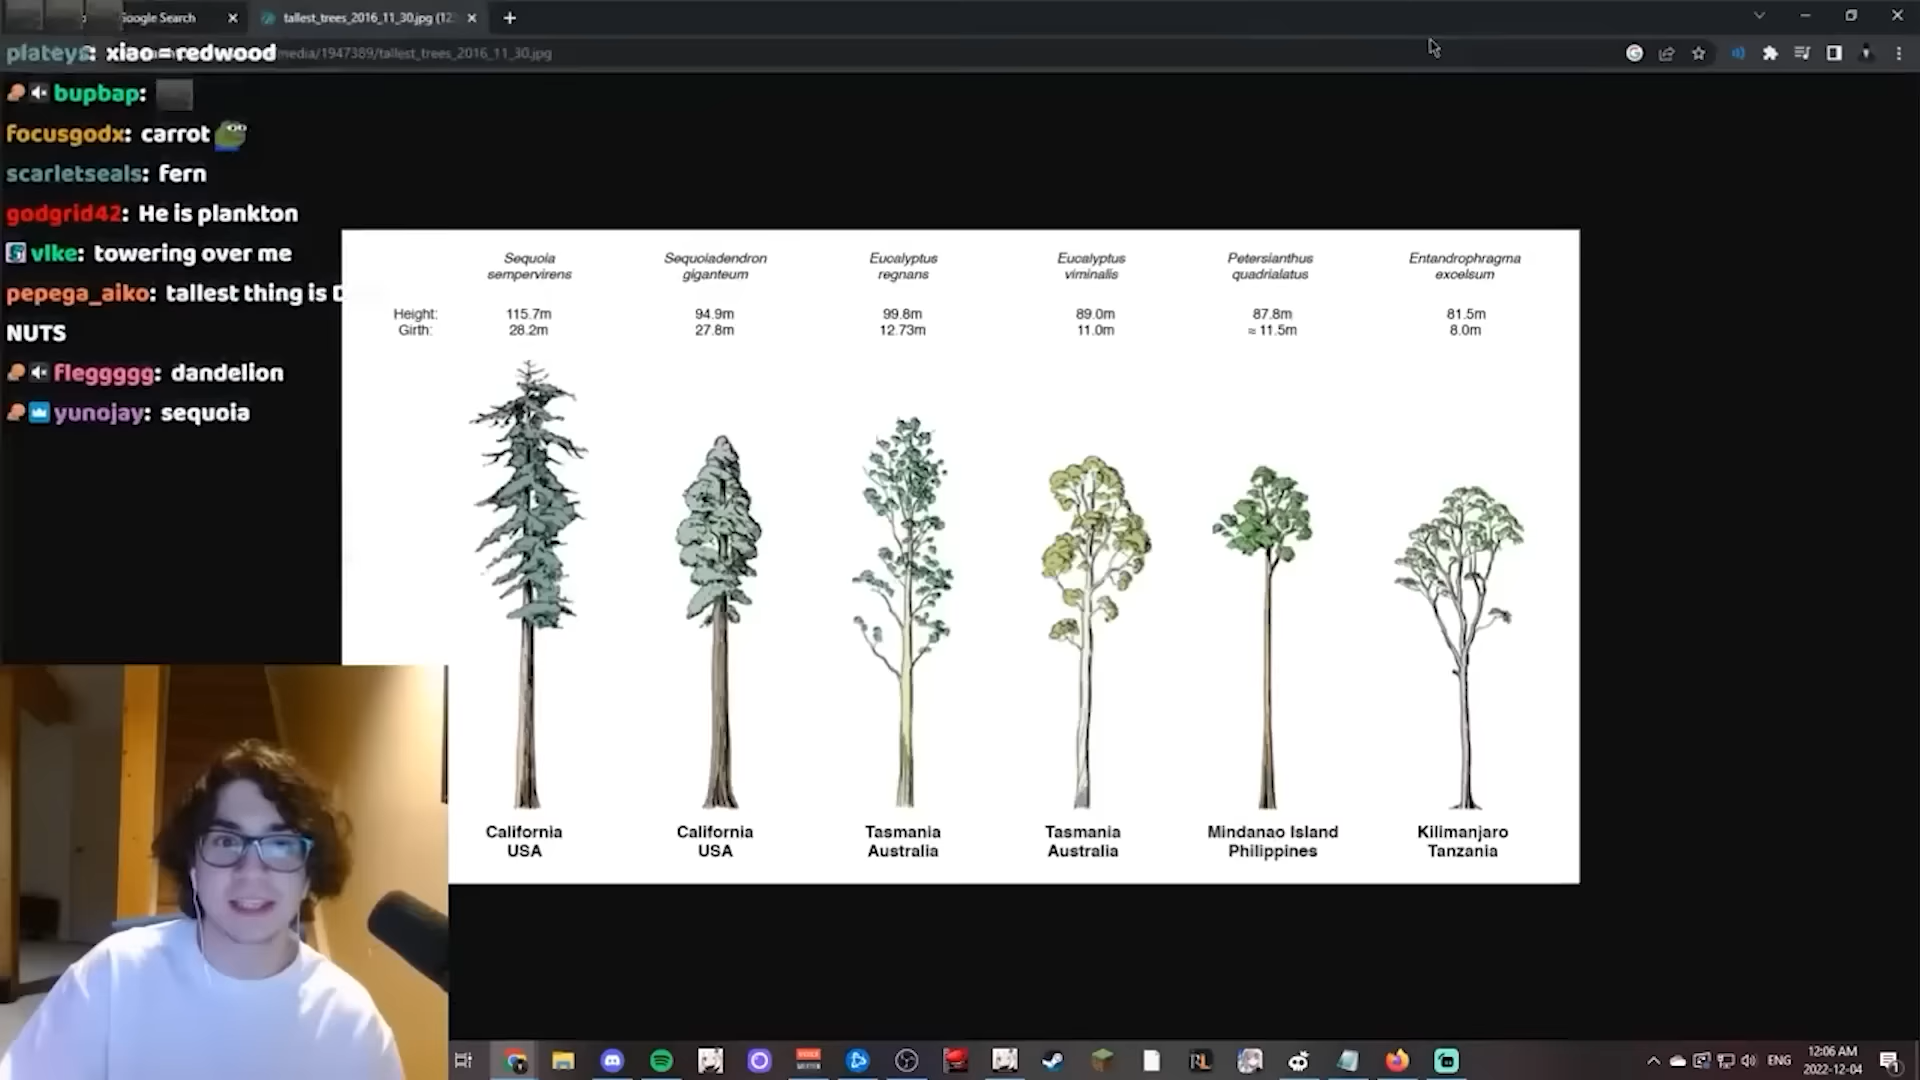 Google Search
tallest_trees_2016_11_30.jpg (12
plateys: xiao = redwood
media/1947389/tallest_trees_2016_11_30.jpg
bupbap:
focusgodx: carrot
scarletseals: fern
godgrid42: He is plankton
vlke: towering over me
pepega_aiko: tallest thing is D
NUTS
fleggggg: dandelion
yunojay: sequoia
Sequoia sempervirens
Sequoiadendron giganteum
Eucalyptus regnans
Eucalyptus viminalis
Petersianthus quadrialatus
Entandrophragma excelsum
Height: 115.7m 94.9m 99.8m 89.0m 87.8m 81.5m
Girth: 28.2m 27.8m 12.73m 11.0m ≈ 11.5m 8.0m
California USA
California USA
Tasmania Australia
Tasmania Australia
Mindanao Island Philippines
Kilimanjaro Tanzania
RL
ENG
12:06 AM
2022-12-04
1